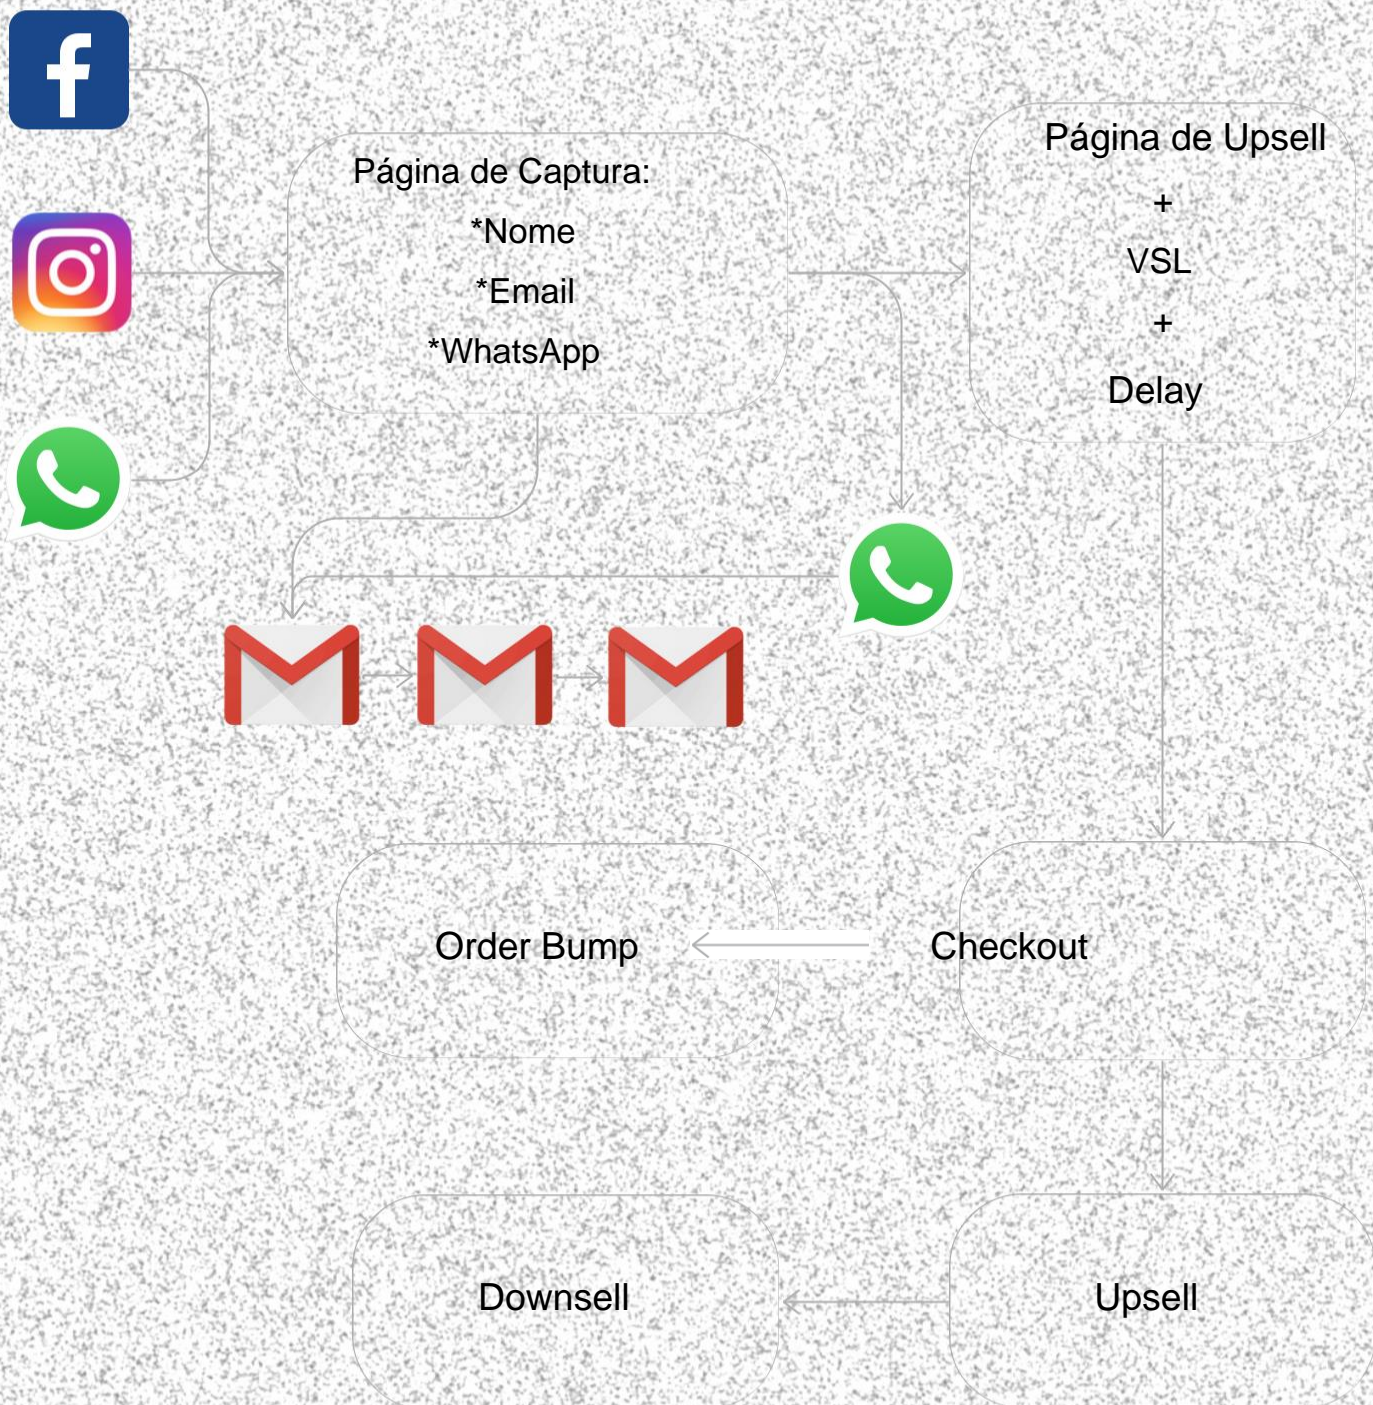 Página de Captura:
*Nome
*Email
*WhatsApp
Página de Upsell
+
VSL
+
Delay
Order Bump
Checkout
Downsell
Upsell